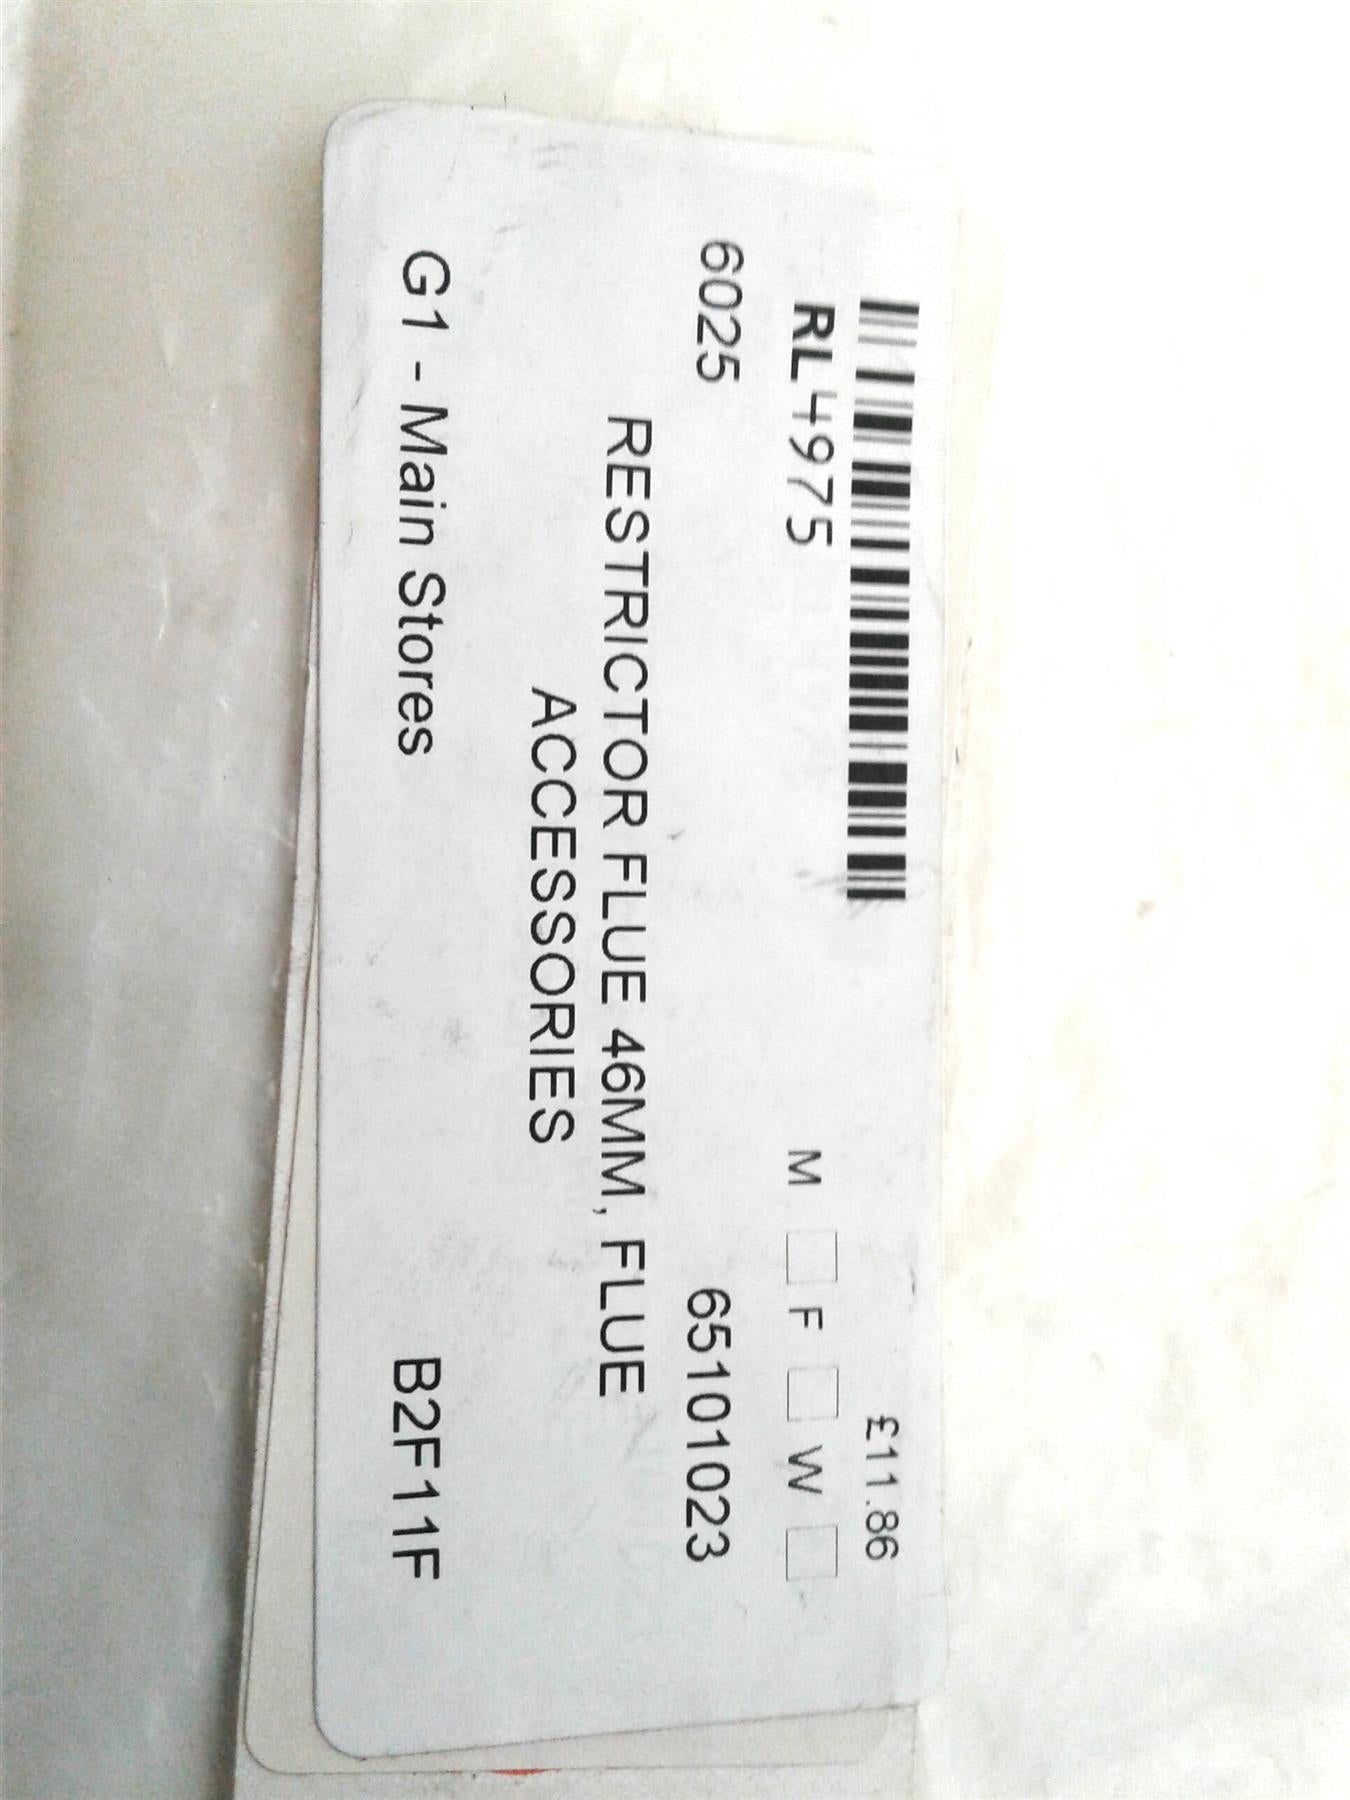 £11.86
RL4975 M F W
6025 65101023
RESTRICTOR FLUE 46MM, FLUE
ACCESSORIES
G1 - Main Stores B2F11F